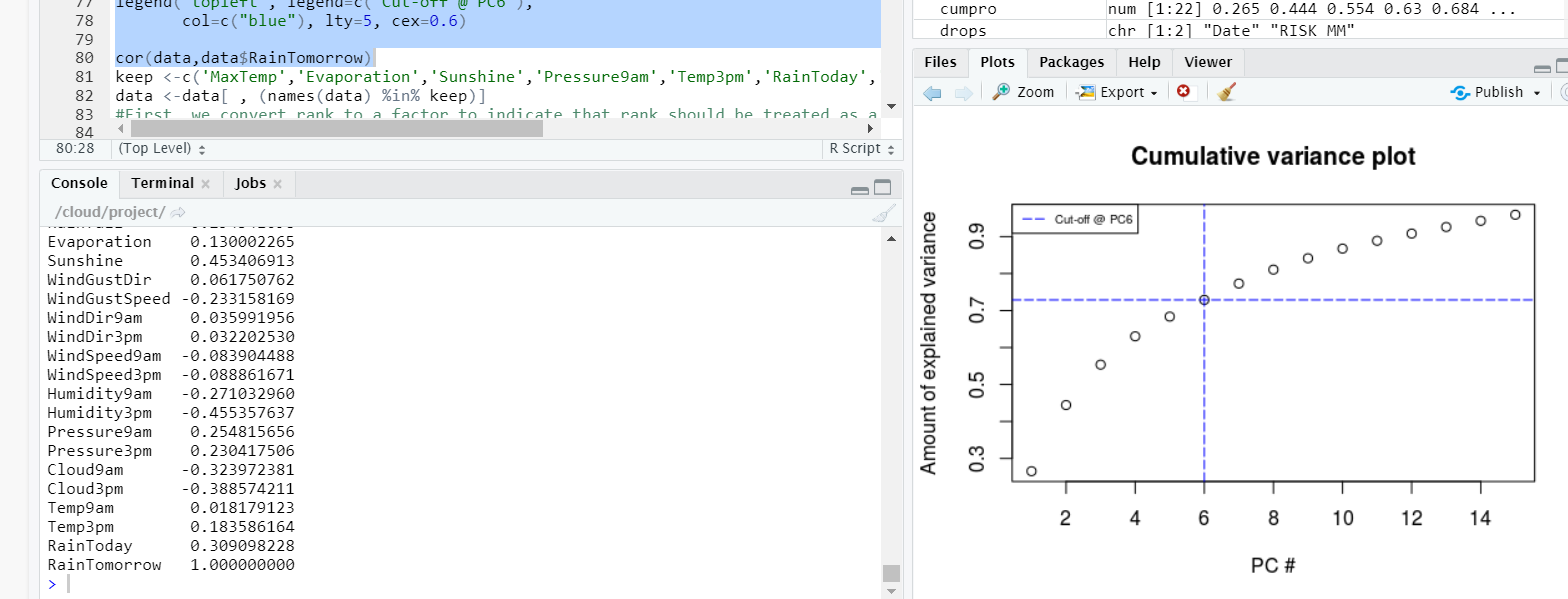 77 legend("topleft", legend=c("Cut-off @ PC6"),
78 col=c("blue"), lty=5, cex=0.6)
79
80 cor(data,data$RainTomorrow)
81 keep <-c('MaxTemp','Evaporation','Sunshine','Pressure9am','Temp3pm','RainToday',
82 data <-data[ , (names(data) %in% keep)]
83 #First, we convert rank to a factor to indicate that rank should be treated as a
84
80:28 (Top Level) R Script
Console Terminal Jobs
/cloud/project/
Evaporation 0.130002265
Sunshine 0.453406913
WindGustDir 0.061750762
WindGustSpeed -0.233158169
WindDir9am 0.035991956
WindDir3pm 0.032202530
WindSpeed9am -0.083904488
WindSpeed3pm -0.088861671
Humidity9am -0.271032960
Humidity3pm -0.455357637
Pressure9am 0.254815656
Pressure3pm 0.230417506
Cloud9am -0.323972381
Cloud3pm -0.388574211
Temp9am 0.018179123
Temp3pm 0.183586164
RainToday 0.309098228
RainTomorrow 1.000000000
>
cumpro num [1:22] 0.265 0.444 0.554 0.63 0.684 ...
drops chr [1:2] "Date" "RISK MM"
Files Plots Packages Help Viewer
Zoom Export Publish
Cumulative variance plot
Cut-off @ PC6
Amount of explained variance
0.9
0.7
0.5
0.3
2 4 6 8 10 12 14
PC #